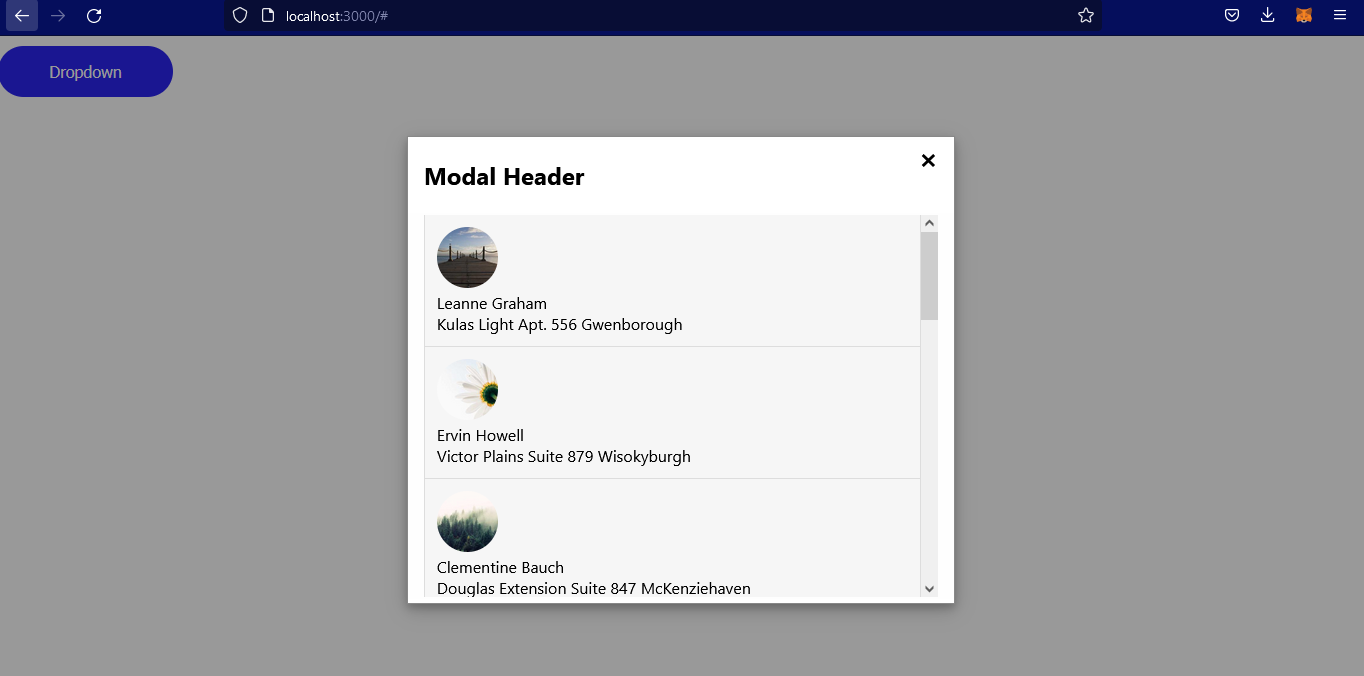 localhost:3000/#
Dropdown
Modal Header
Leanne Graham
Kulas Light Apt. 556 Gwenborough
Ervin Howell
Victor Plains Suite 879 Wisokyburgh
Clementine Bauch
Douglas Extension Suite 847 McKenziehaven